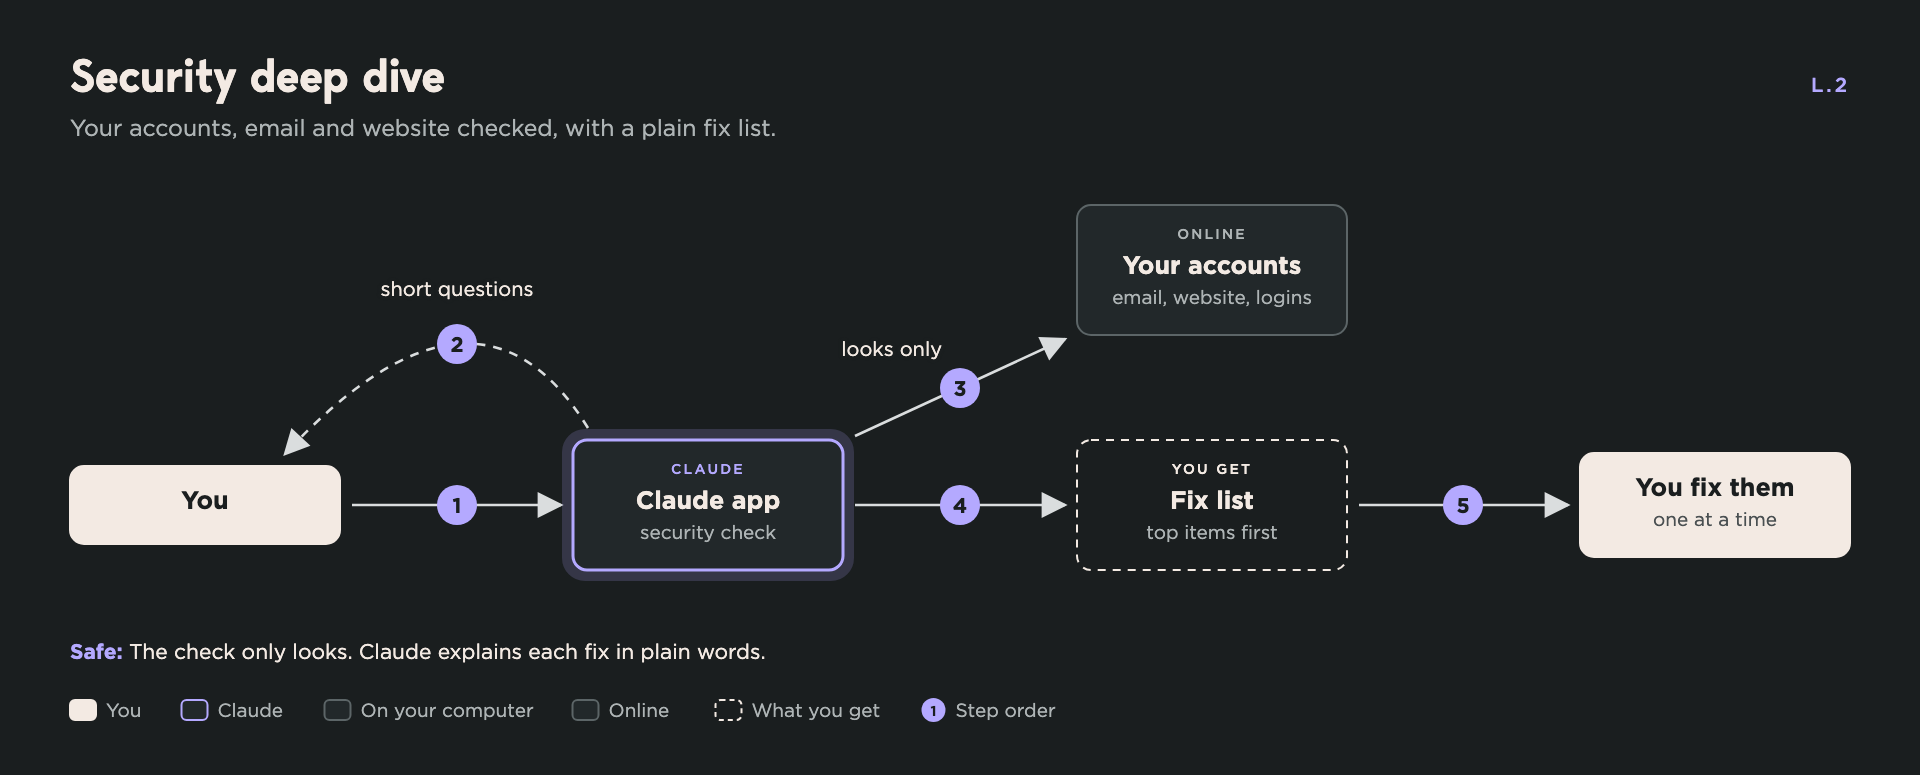 Security deep dive
L.2
Your accounts, email and website checked, with a plain fix list.
ONLINE
Your accounts
email, website, logins
short questions
2
looks only
3
You
1
CLAUDE
Claude app
security check
4
YOU GET
Fix list
top items first
5
You fix them
one at a time
Safe: The check only looks. Claude explains each fix in plain words.
You
Claude
On your computer
Online
What you get
1
Step order